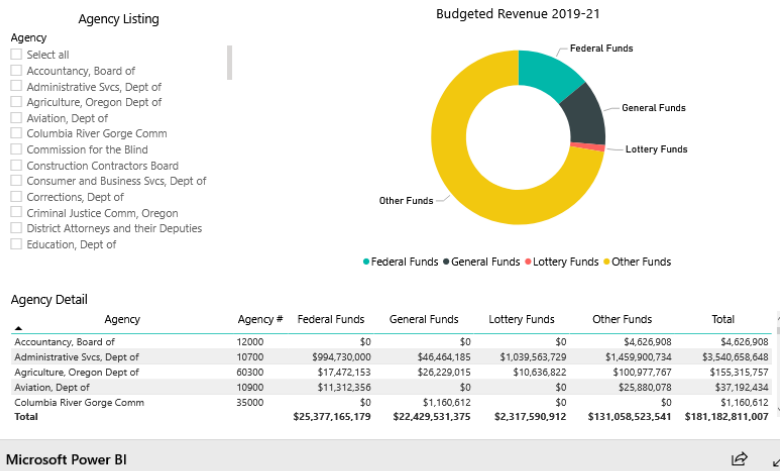 Agency Listing
Agency
Select all
Accountancy, Board of
Administrative Svcs, Dept of
Agriculture, Oregon Dept of
Aviation, Dept of
Columbia River Gorge Comm
Commission for the Blind
Construction Contractors Board
Consumer and Business Svcs, Dept of
Corrections, Dept of
Criminal Justice Comm, Oregon
District Attorneys and their Deputies
Education, Dept of
Budgeted Revenue 2019-21
Federal Funds
General Funds
Lottery Funds
Other Funds
Federal Funds General Funds Lottery Funds Other Funds
Agency Detail
Agency Agency # Federal Funds General Funds Lottery Funds Other Funds Total
Accountancy, Board of 12000 $0 $0 $0 $4,626,908 $4,626,908
Administrative Svcs, Dept of 10700 $994,730,000 $46,464,185 $1,039,563,729 $1,459,900,734 $3,540,658,648
Agriculture, Oregon Dept of 60300 $17,472,153 $26,229,015 $10,636,822 $100,977,767 $155,315,757
Aviation, Dept of 10900 $11,312,356 $0 $0 $25,880,078 $37,192,434
Columbia River Gorge Comm 35000 $0 $1,160,612 $0 $0 $1,160,612
Total $25,377,165,179 $22,429,531,375 $2,317,590,912 $131,058,523,541 $181,182,811,007
Microsoft Power BI